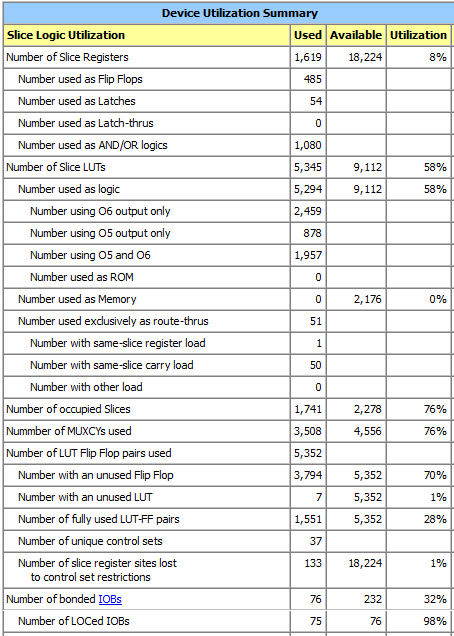 Device Utilization Summary
Slice Logic Utilization Used Available Utilization
Number of Slice Registers 1,619 18,224 8%
Number used as Flip Flops 485
Number used as Latches 54
Number used as Latch-thrus 0
Number used as AND/OR logics 1,080
Number of Slice LUTs 5,345 9,112 58%
Number used as logic 5,294 9,112 58%
Number using O6 output only 2,459
Number using O5 output only 878
Number using O5 and O6 1,957
Number used as ROM 0
Number used as Memory 0 2,176 0%
Number used exclusively as route-thrus 51
Number with same-slice register load 1
Number with same-slice carry load 50
Number with other load 0
Number of occupied Slices 1,741 2,278 76%
Nummber of MUXCYs used 3,508 4,556 76%
Number of LUT Flip Flop pairs used 5,352
Number with an unused Flip Flop 3,794 5,352 70%
Number with an unused LUT 7 5,352 1%
Number of fully used LUT-FF pairs 1,551 5,352 28%
Number of unique control sets 37
Number of slice register sites lost
to control set restrictions 133 18,224 1%
Number of bonded IOBs 76 232 32%
Number of LOCed IOBs 75 76 98%